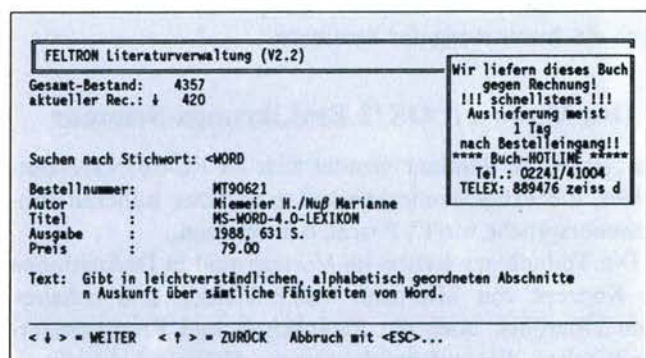 FELTRON Literaturverwaltung (V2.2)
Gesamt-Bestand: 4357
aktueller Rec.: ↓ 420
Wir liefern dieses Buch
gegen Rechnung!
!!! schnellstens !!!
Auslieferung meist
1 Tag
nach Bestelleingang!!
**** Buch-HOTLINE *****
Tel.: 02241/41004
TELEX: 889476 zeiss d
Suchen nach Stichwort: <WORD
Bestellnummer: MT90621
Autor : Niemeier H./Nuß Marianne
Titel : MS-WORD-4.0-LEXIKON
Ausgabe : 1988, 631 S.
Preis : 79.00
Text: Gibt in leichtverständlichen, alphabetisch geordneten Abschnitte
n Auskunft über sämtliche Fähigkeiten von Word.
< ↓ > = WEITER < ↑ > = ZURÜCK Abbruch mit <ESC>...